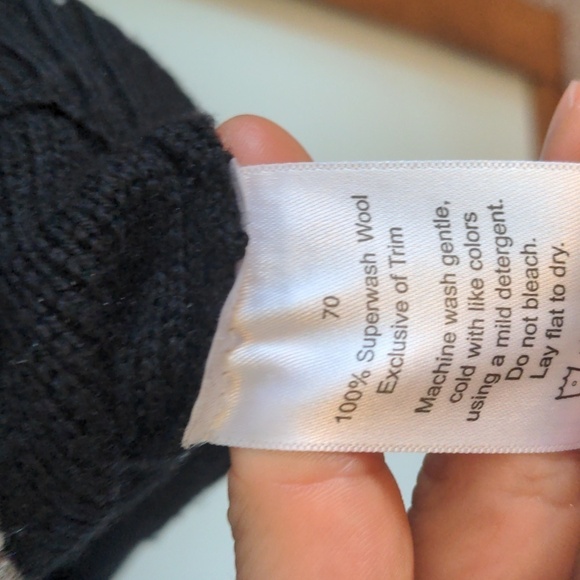 70
100% Superwash Wool
Exclusive of Trim
Machine wash gentle,
cold with like colors
using a mild detergent.
Do not bleach.
Lay flat to dry.